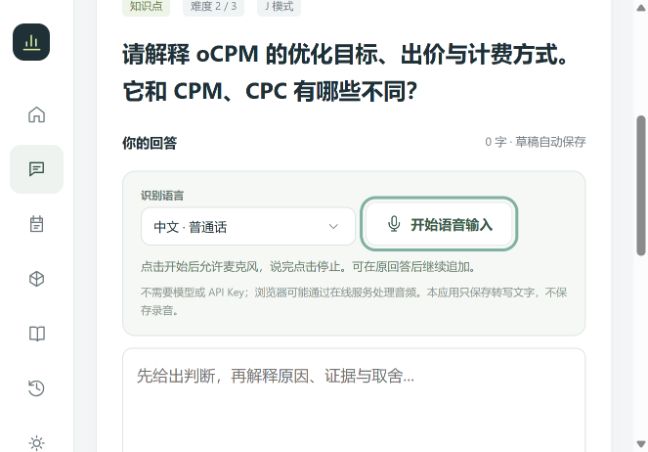 知识点 难度 2 / 3 J 模式
请解释 oCPM 的优化目标、出价与计费方式。
它和 CPM、CPC 有哪些不同？
你的回答 0 字 · 草稿自动保存
识别语言
中文 · 普通话 开始语音输入
点击开始后允许麦克风，说完点击停止。可在原回答后继续追加。
不需要模型或 API Key；浏览器可能通过在线服务处理音频。本应用只保存转写文字，不保
存录音。
先给出判断，再解释原因、证据与取舍...